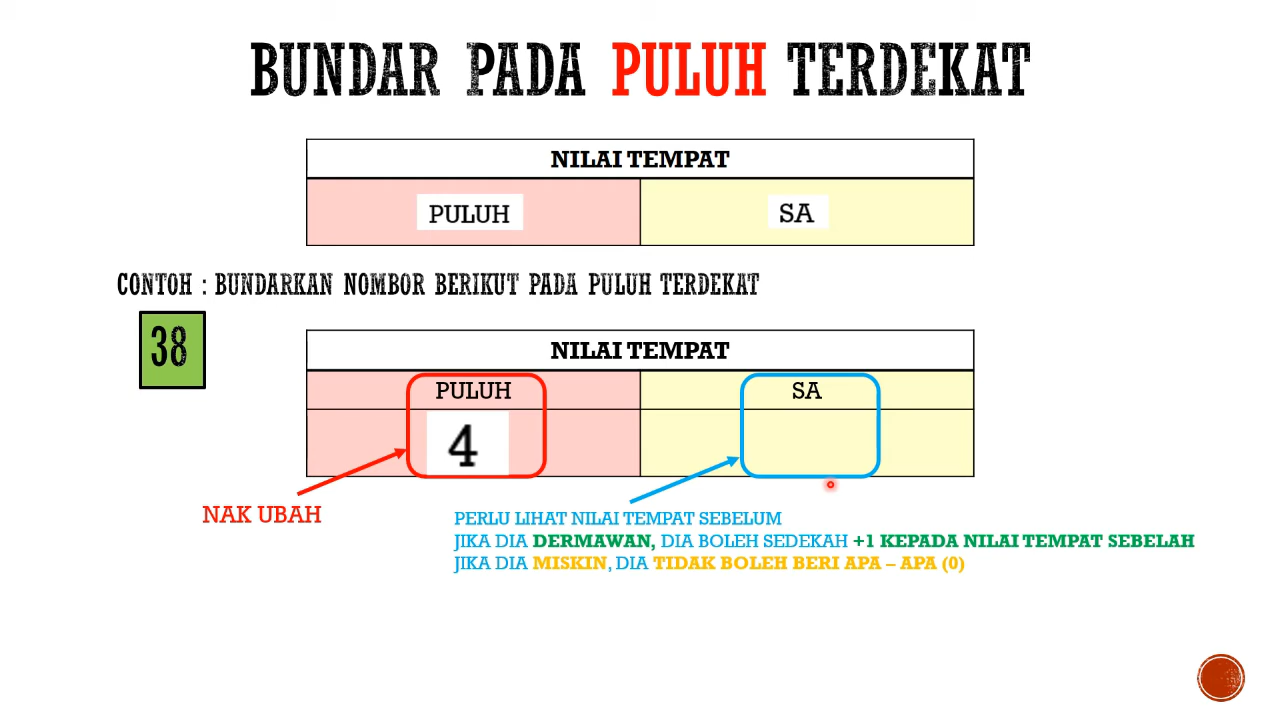 BUNDAR PADA PULUH TERDEKAT
NILAI TEMPAT
PULUH SA
CONTOH : BUNDARKAN NOMBOR BERIKUT PADA PULUH TERDEKAT
38
NILAI TEMPAT
PULUH SA
4
NAK UBAH
PERLU LIHAT NILAI TEMPAT SEBELUM
JIKA DIA DERMAWAN, DIA BOLEH SEDEKAH +1 KEPADA NILAI TEMPAT SEBELAH
JIKA DIA MISKIN, DIA TIDAK BOLEH BERI APA – APA (0)